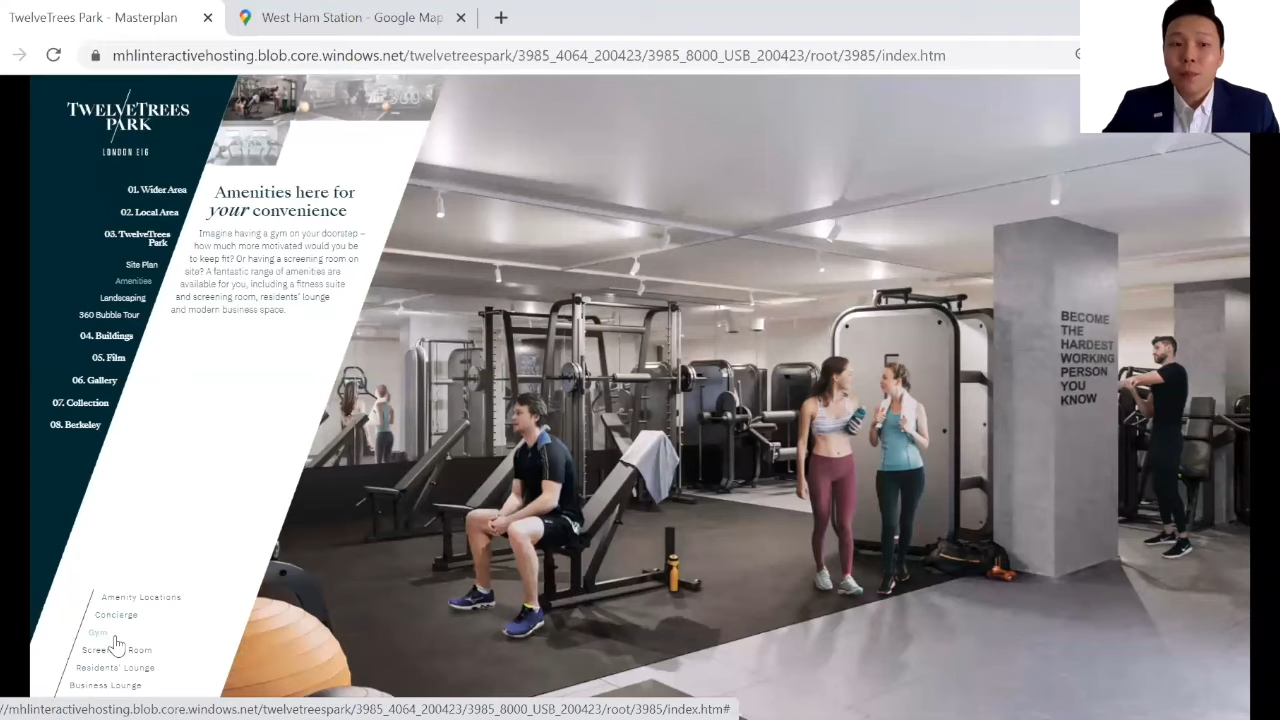 TwelveTrees Park - Masterplan
West Ham Station - Google Map
mhlinteractivehosting.blob.core.windows.net/twelvetreespark/3985_4064_200423/3985_8000_USB_200423/root/3985/index.htm
TWELVETREES
PARK
LONDON E16
01. Wider Area
02. Local Area
03. TwelveTrees
Park
Site Plan
Amenities
Landscaping
360 Bubble Tour
04. Buildings
05. Film
06. Gallery
07. Collection
08. Berkeley
Amenities here for
your convenience
Imagine having a gym on your doorstep –
how much more motivated would you be
to keep fit? Or having a screening room on
site? A fantastic range of amenities are
available for you, including a fitness suite
and screening room, residents' lounge
and modern business space.
BECOME
THE
HARDEST
WORKING
PERSON
YOU
KNOW
Amenity Locations
Concierge
Gym
Room
Residents' Lounge
Business Lounge
//mhlinteractivehosting.blob.core.windows.net/twelvetreespark/3985_4064_200423/3985_8000_USB_200423/root/3985/index.htm#